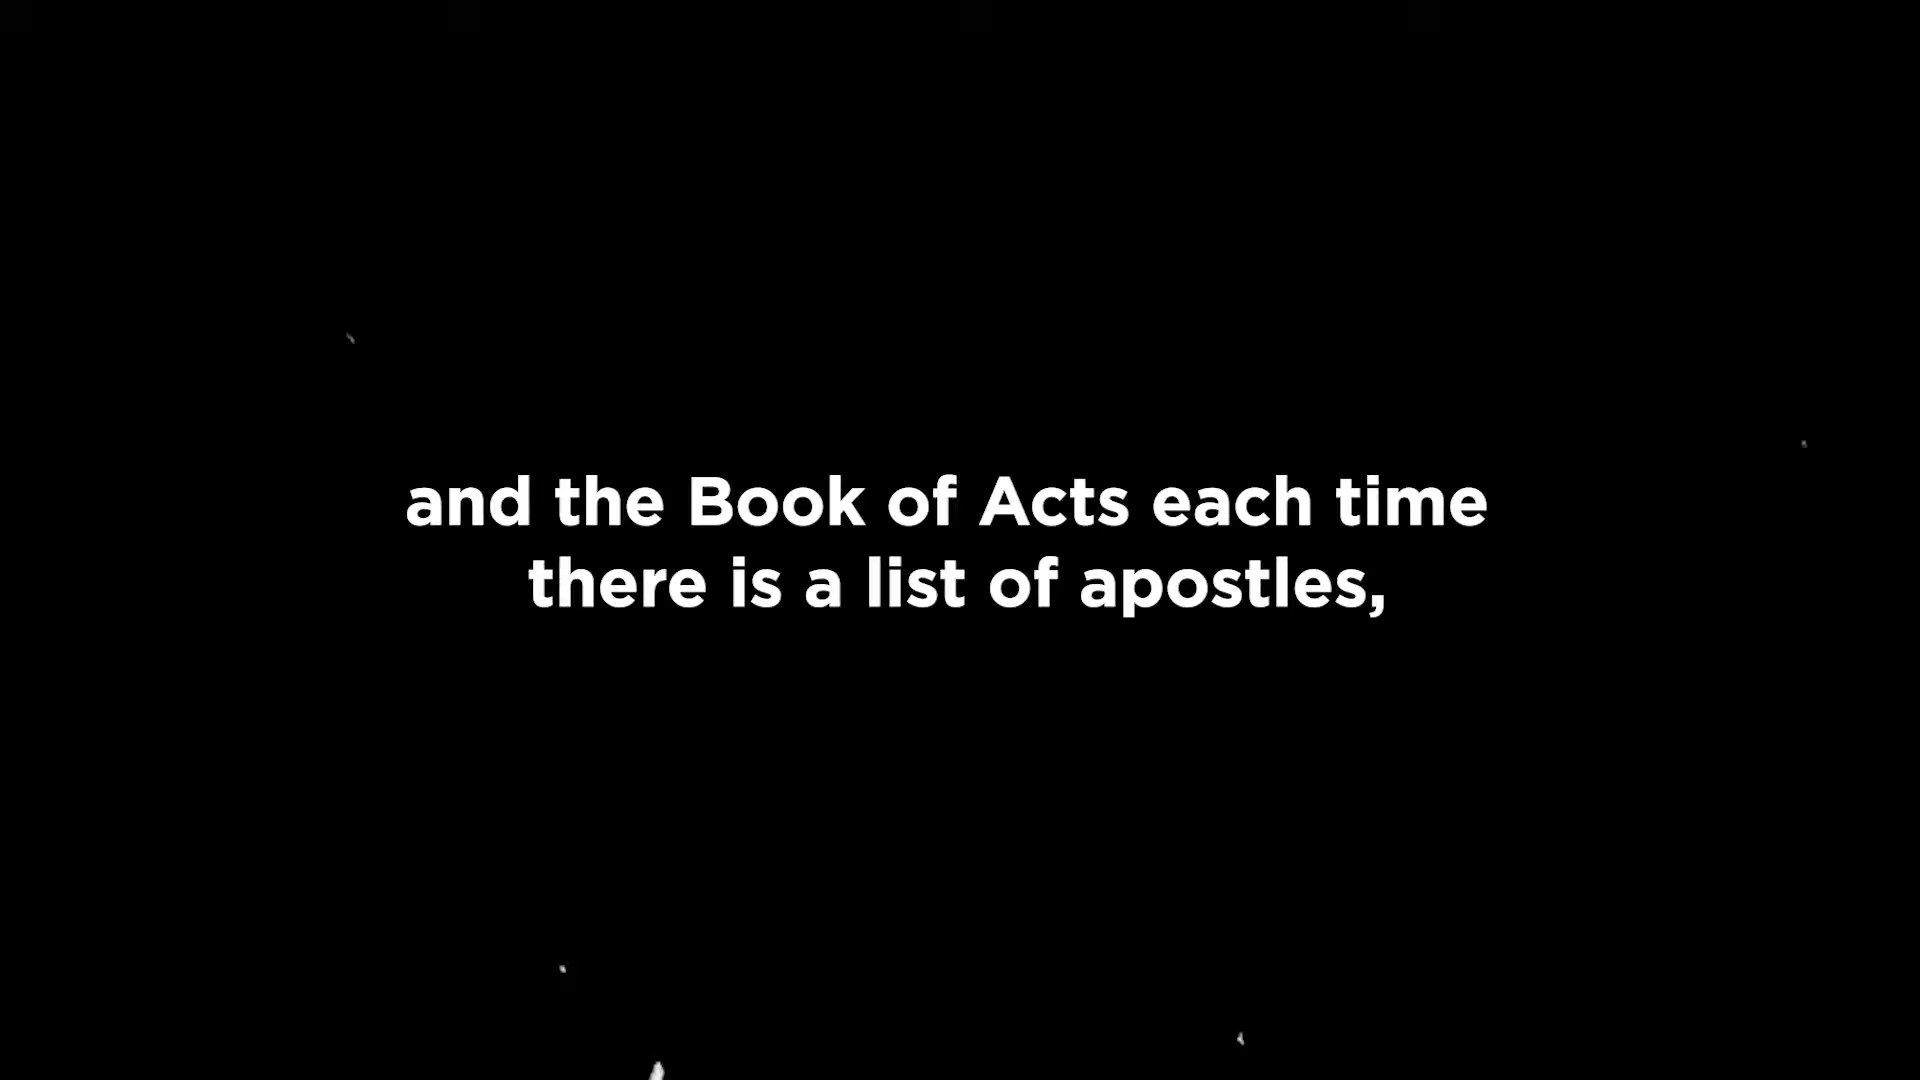 and the Book of Acts each time
there is a list of apostles,